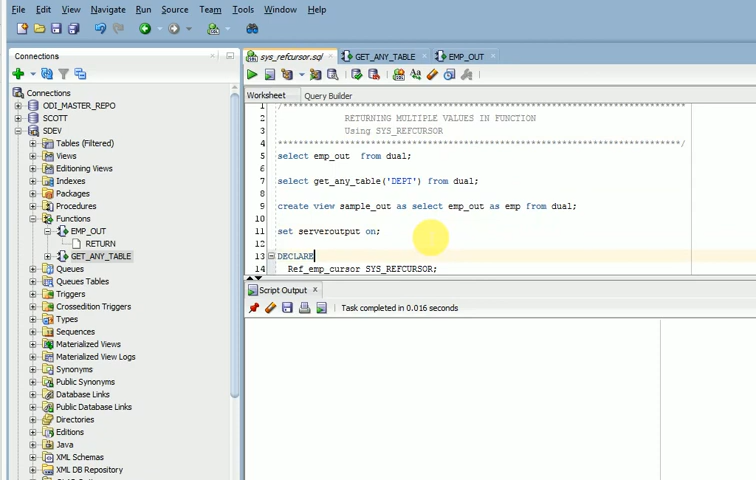 File Edit View Navigate Run Source Team Tools Window Help
Connections
sys_refcursor.sql GET_ANY_TABLE EMP_OUT
Worksheet Query Builder
Connections
ODI_MASTER_REPO
SCOTT
SDEV
Tables (Filtered)
Views
Editioning Views
Indexes
Packages
Procedures
Functions
EMP_OUT
RETURN
GET_ANY_TABLE
Queues
Queues Tables
Triggers
Crossedition Triggers
Types
Sequences
Materialized Views
Materialized View Logs
Synonyms
Public Synonyms
Database Links
Public Database Links
Directories
Editions
Java
XML Schemas
XML DB Repository
1 /*******************************************************************************
2 RETURNING MULTIPLE VALUES IN FUNCTION
3 Using SYS_REFCURSOR
4 *******************************************************************************/
5 select emp_out from dual;
6
7 select get_any_table('DEPT') from dual;
8
9 create view sample_out as select emp_out as emp from dual;
10
11 set serveroutput on;
12
13 DECLARE
14 Ref_emp_cursor SYS_REFCURSOR;
Script Output
Task completed in 0.016 seconds